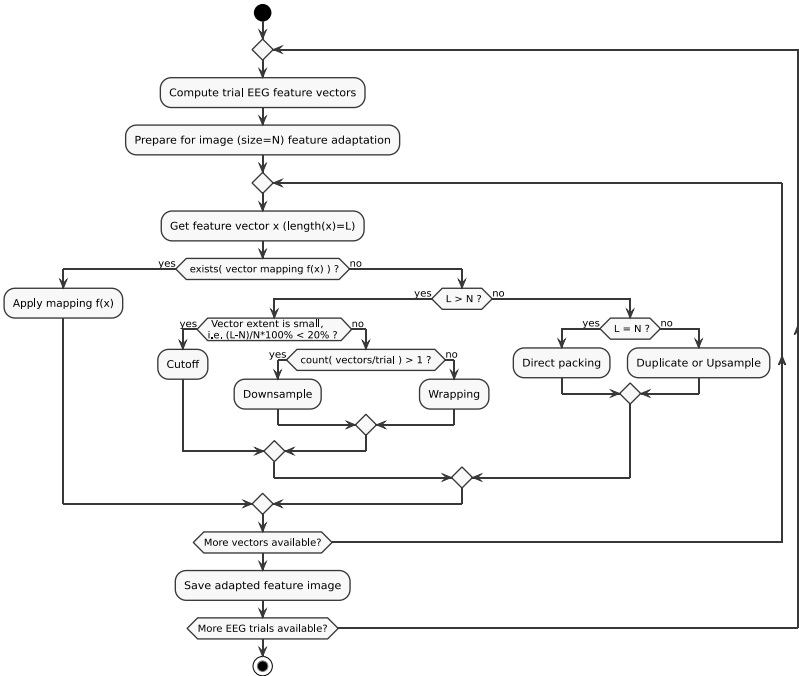 Compute trial EEG feature vectors
Prepare for image (size=N) feature adaptation
Get feature vector x (length(x)=L)
yes
exists( vector mapping f(x) ) ?
no
Apply mapping f(x)
yes
L > N ?
no
yes
Vector extent is small,
i.e. (L-N)/N*100% < 20% ?
no
yes
L = N ?
no
Cutoff
yes
count( vectors/trial ) > 1 ?
no
Direct packing
Duplicate or Upsample
Downsample
Wrapping
More vectors available?
Save adapted feature image
More EEG trials available?